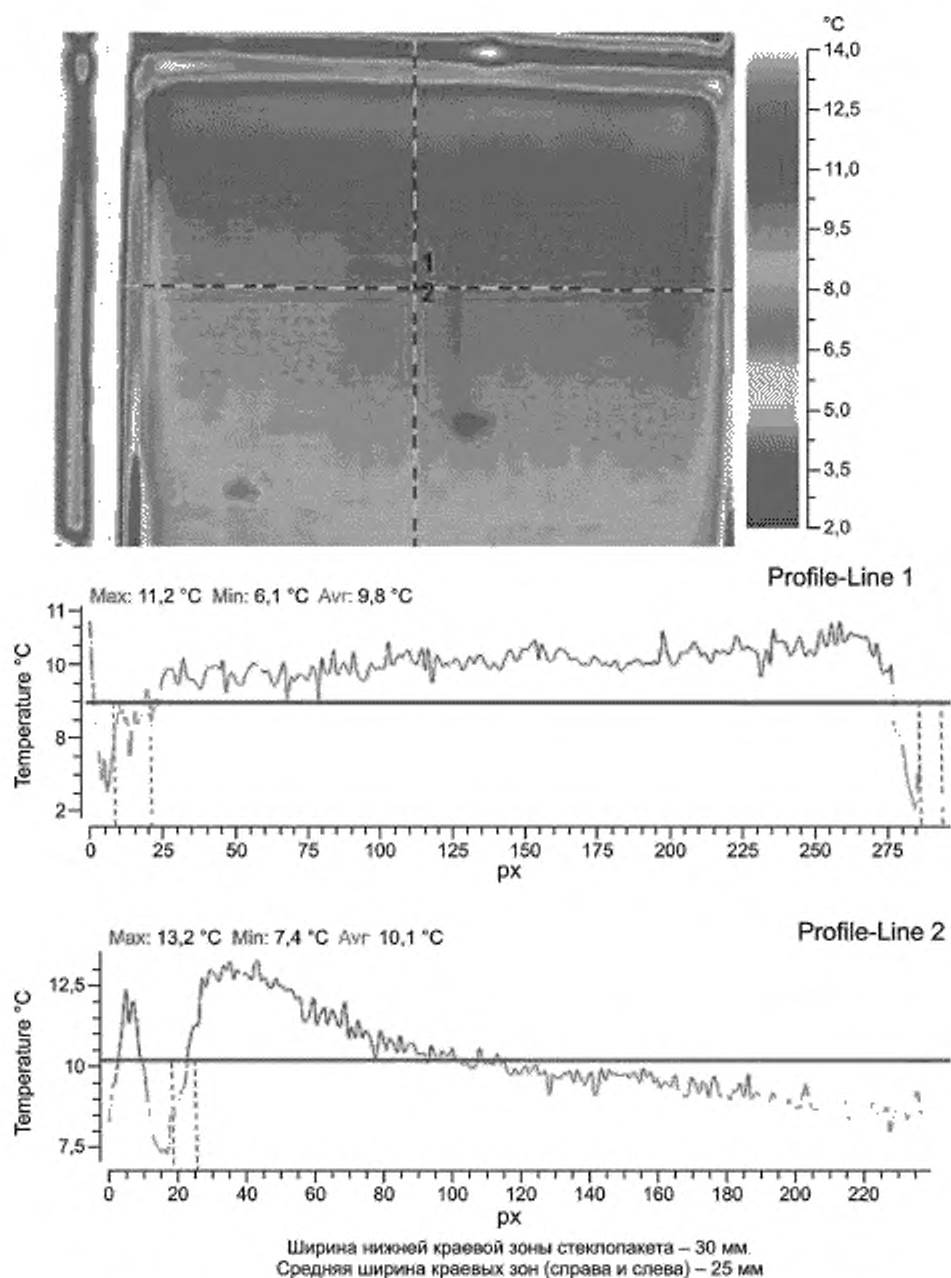 °C
14,0
12,5
11,0
9,5
8,0
6,5
5,0
3,5
2,0
1
2
Profile-Line 1
Max: 11,2 °C Min: 6,1 °C Avr: 9,8 °C
Temperature °C
11
10
8
2
0 25 50 75 100 125 150 175 200 225 250 275
px
Profile-Line 2
Max: 13,2 °C Min: 7,4 °C Avr 10,1 °C
Temperature °C
12,5
10
7,5
0 20 40 60 80 100 120 140 160 180 200 220
px
Ширина нижней краевой зоны стеклопакета – 30 мм.
Средняя ширина краевых зон (справа и слева) – 25 мм